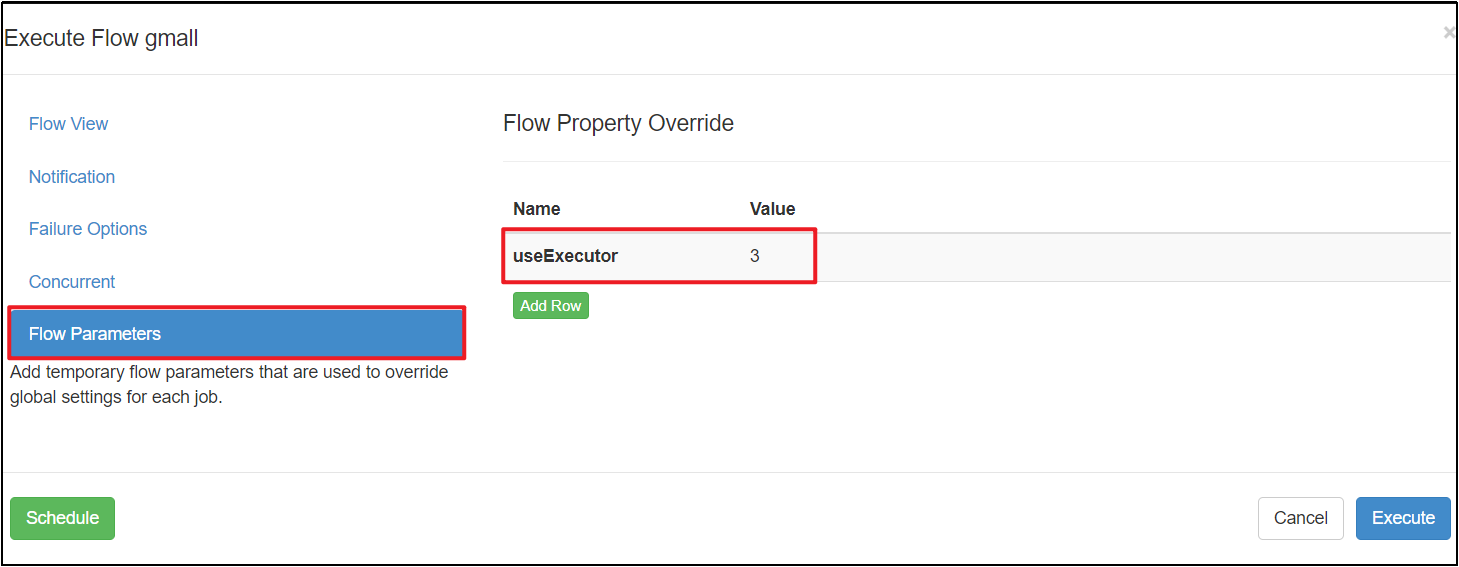 Execute Flow gmall
×
Flow View
Notification
Failure Options
Concurrent
Flow Parameters
Add temporary flow parameters that are used to override
global settings for each job.
Flow Property Override
Name Value
useExecutor 3
Add Row
Schedule
Cancel
Execute